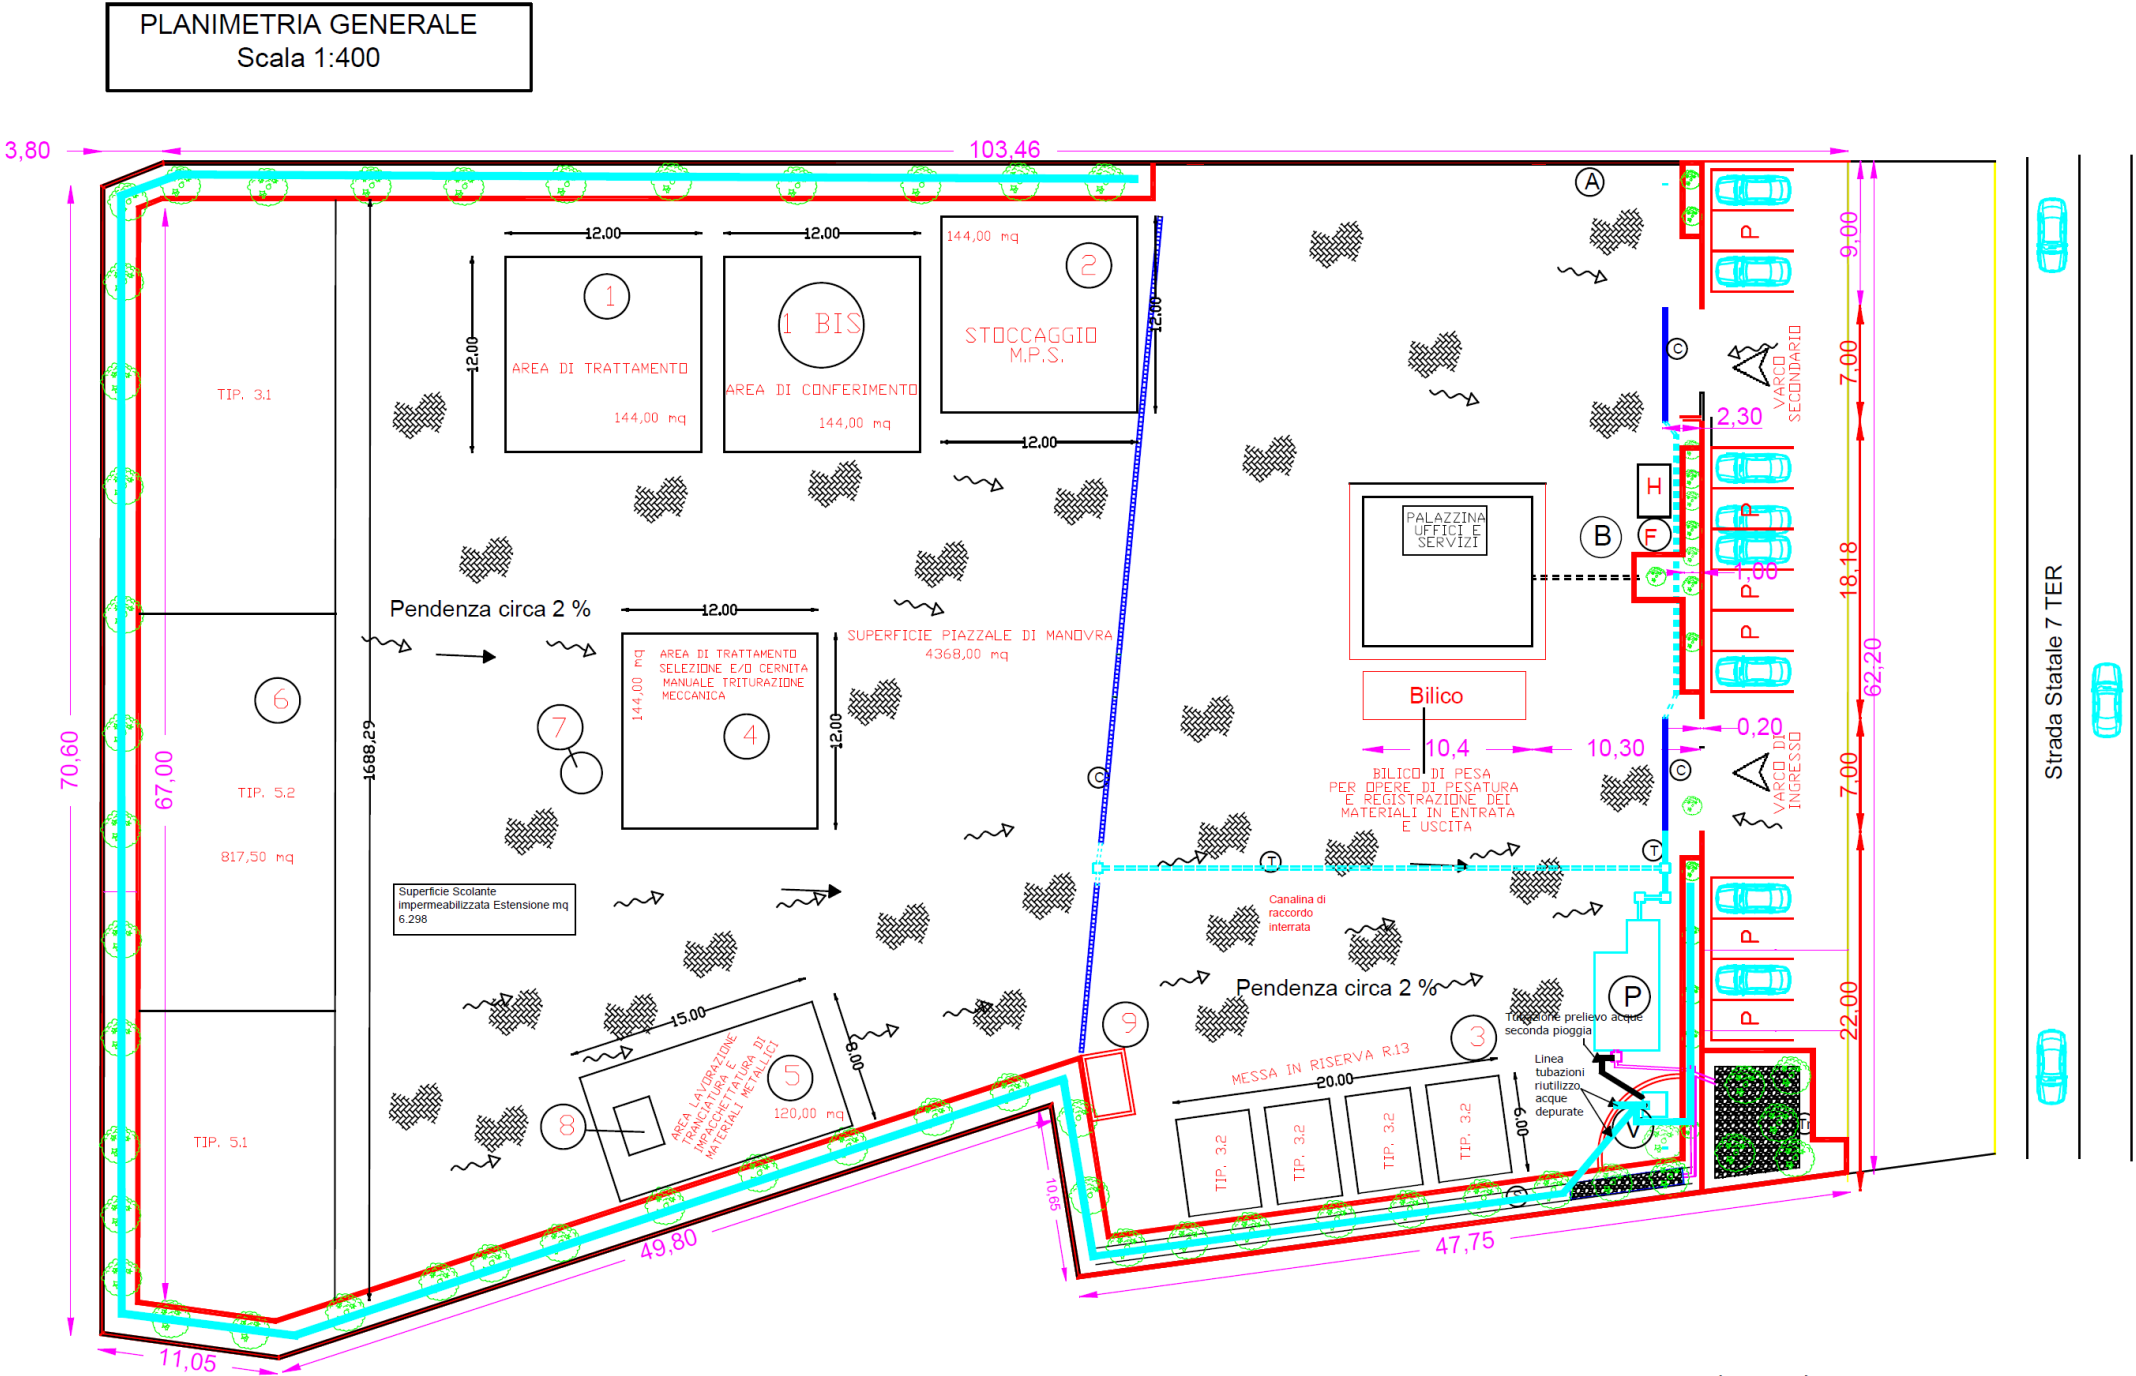 PLANIMETRIA GENERALE
Scala 1:400
3,80
103,46
A
P
9,00
12.00
12.00
144,00 mq
2
1
1 BIS
12.00
12.00
STOCCAGGIO
M.P.S.
C
VARCO
SECONDARIO
7,00
AREA DI TRATTAMENTO
144,00 mq
AREA DI CONFERIMENTO
144,00 mq
TIP. 3.1
12.00
2,30
H
F
B
P
PALAZZINA
UFFICI E
SERVIZI
1,00
P
P
18,18
62,20
Strada Statale 7 TER
Pendenza circa 2 %
12.00
SUPERFICIE PIAZZALE DI MANOVRA
4368,00 mq
144,00 mq
AREA DI TRATTAMENTO
SELEZIONE E/O CERNITA
MANUALE TRITURAZIONE
MECCANICA
4
12.00
6
7
Bilico
10,4
10,30
0,20
70,60
67,00
1688,29
TIP. 5.2
817,50 mq
C
C
BILICO DI PESA
PER OPERE DI PESATURA
E REGISTRAZIONE DEI
MATERIALI IN ENTRATA
E USCITA
VARCO DI
INGRESSO
7,00
T
T
Superficie Scolante
impermeabilizzata Estensione mq
6.298
Canalina di
raccordo
interrata
P
P
22,00
Pendenza circa 2 %
P
Tubazione prelievo acque
seconda pioggia
Linea
tubazioni
riutilizzo
acque
depurate
V
15.00
8.00
AREA LAVORAZIONE
TRANCIATURA E
IMPACCHETTATURA DI
MATERIALI METALLICI
5
120,00 mq
8
9
3
MESSA IN RISERVA R.13
20.00
6.00
TIP. 3.2
TIP. 3.2
TIP. 3.2
TIP. 3.2
TIP. 5.1
10,65
49,80
47,75
11,05